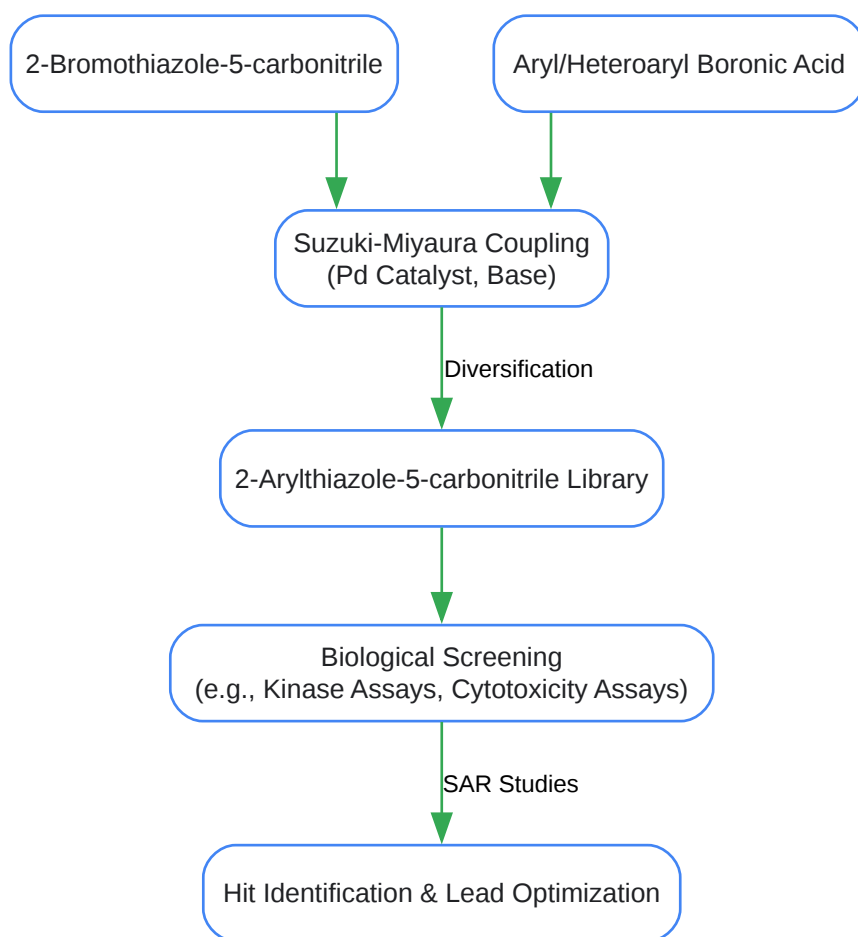 2-Bromothiazole-5-carbonitrile
Aryl/Heteroaryl Boronic Acid
Suzuki-Miyaura Coupling
(Pd Catalyst, Base)
Diversification
2-Arylthiazole-5-carbonitrile Library
Biological Screening
(e.g., Kinase Assays, Cytotoxicity Assays)
SAR Studies
Hit Identification & Lead Optimization